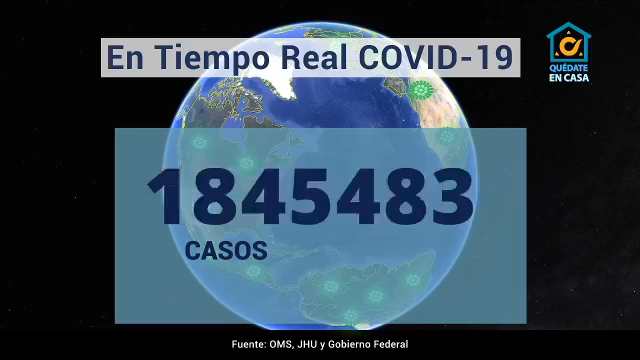 En Tiempo Real COVID-19
QUÉDATE
EN CASA
1845483
CASOS
Fuente: OMS, JHU y Gobierno Federal